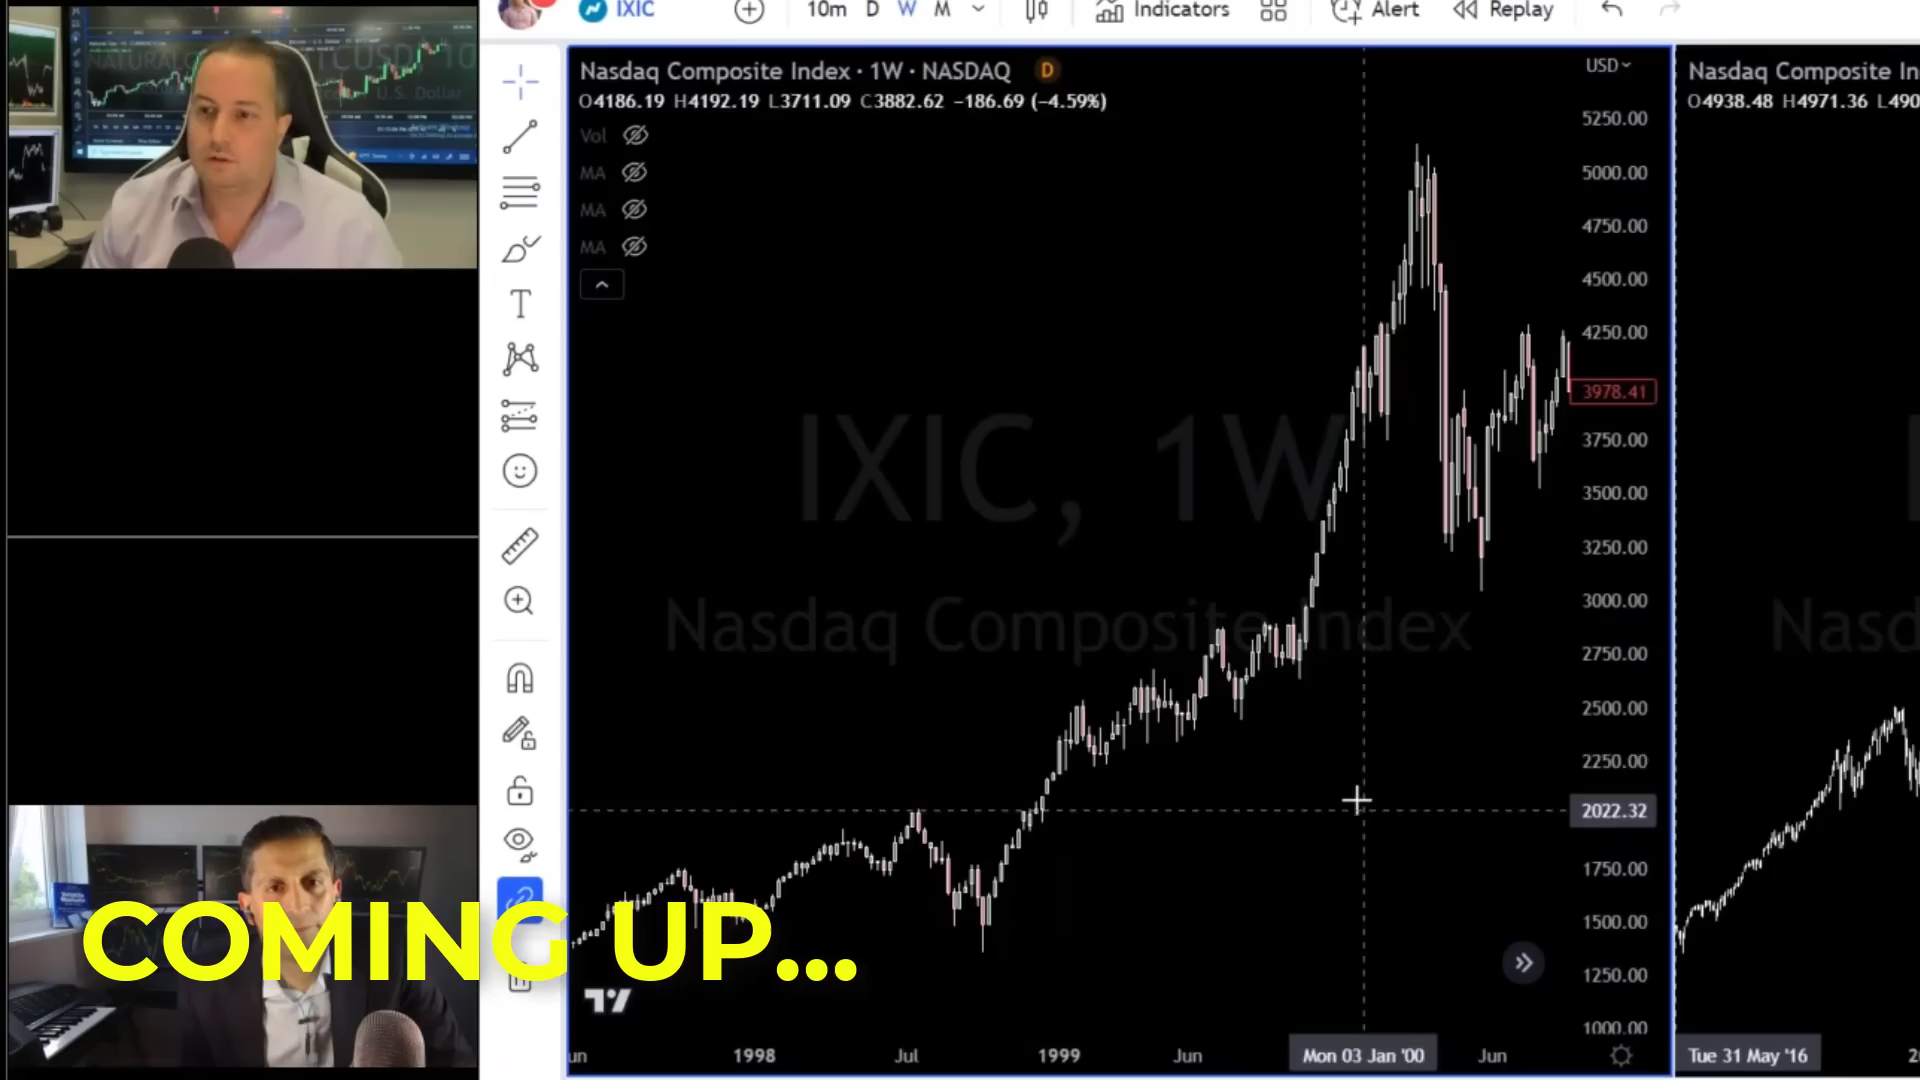 IXIC
10m D W M
Indicators
Alert
Replay
Nasdaq Composite Index · 1W · NASDAQ D
O4186.19 H4192.19 L3711.09 C3882.62 −186.69 (−4.59%)
Vol
MA
MA
MA
IXIC, 1W
Nasdaq Composite Index
USD
5250.00
5000.00
4750.00
4500.00
4250.00
3978.41
3750.00
3500.00
3250.00
3000.00
2750.00
2500.00
2250.00
2022.32
1750.00
1500.00
1250.00
1000.00
un 1998 Jul 1999 Jun Mon 03 Jan '00 Jun
Nasdaq Composite In
O4938.48 H4971.36 L490
Nasd
Tue 31 May '16
COMING UP...